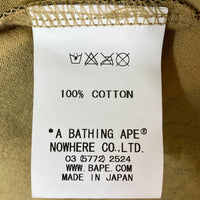 100% COTTON
*A BATHING APE®
NOWHERE CO.,LTD.
03 (5772) 2524
WWW.BAPE.COM
MADE IN JAPAN